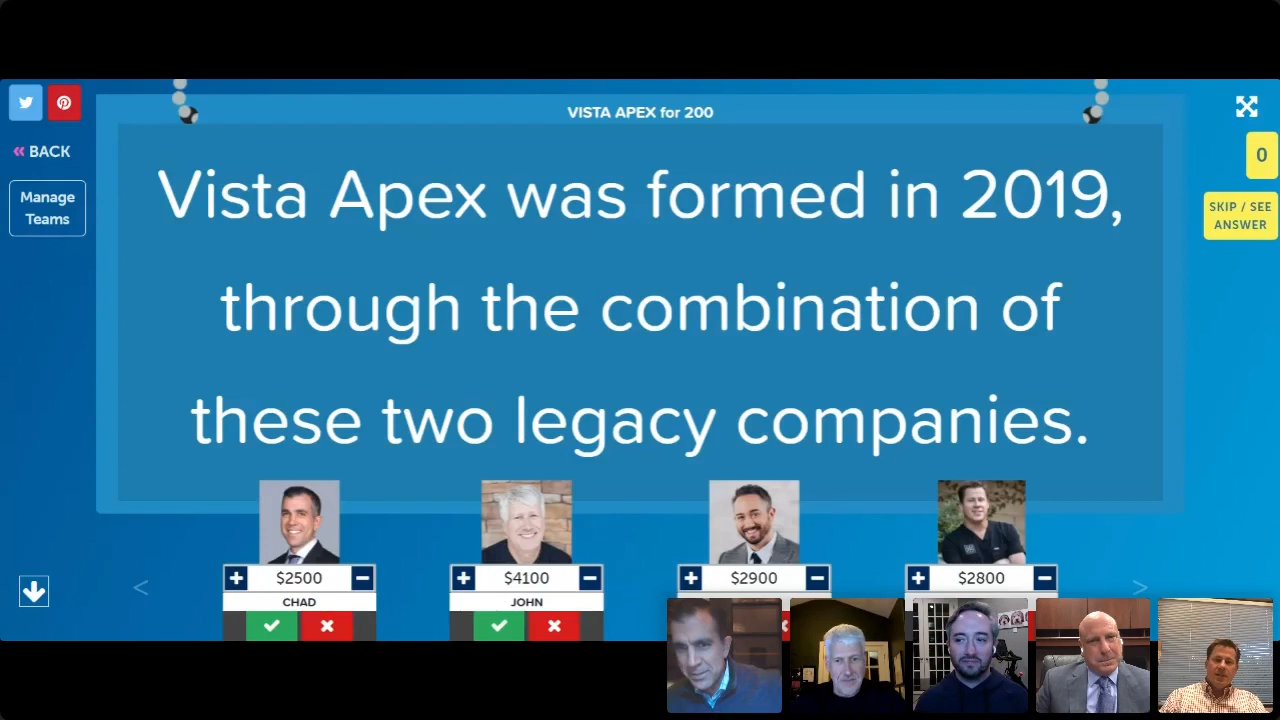 VISTA APEX for 200
« BACK
0
Vista Apex was formed in 2019,
Manage
Teams
SKIP / SEE
ANSWER
through the combination of
these two legacy companies.
$2500
$4100
$2900
$2800
CHAD
JOHN